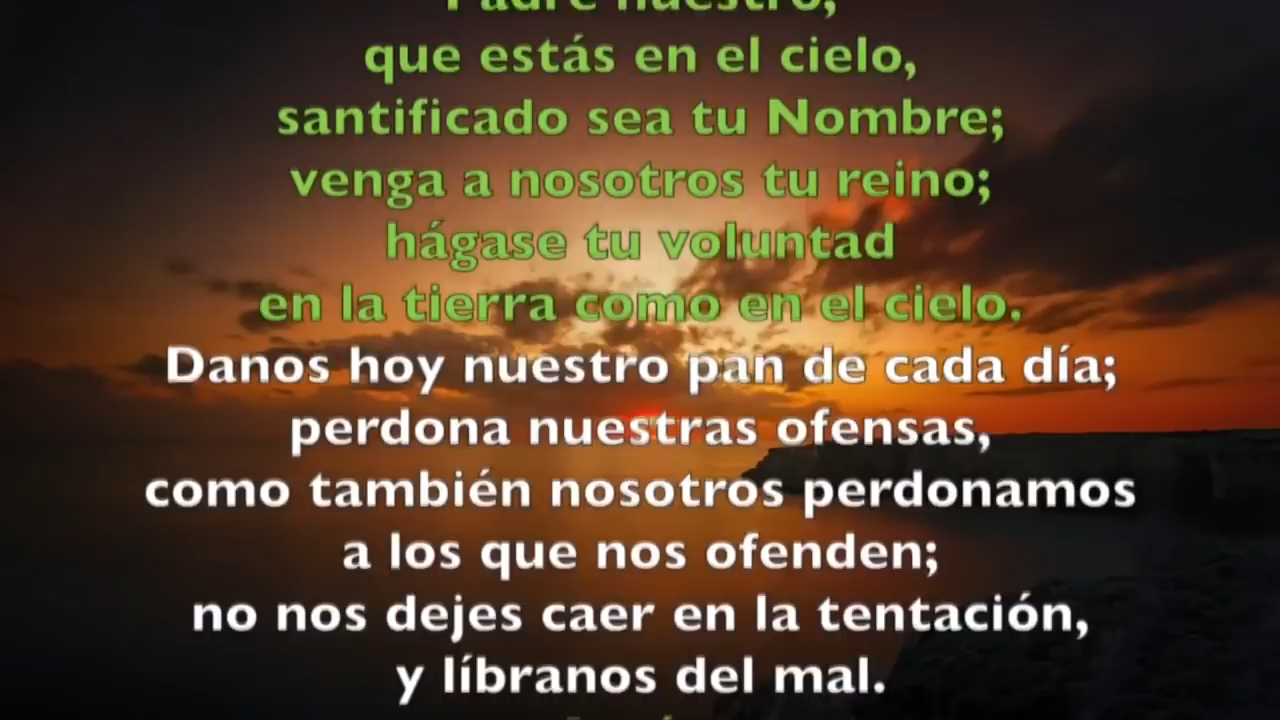 Padre nuestro,
que estás en el cielo,
santificado sea tu Nombre;
venga a nosotros tu reino;
hágase tu voluntad
en la tierra como en el cielo.
Danos hoy nuestro pan de cada día;
perdona nuestras ofensas,
como también nosotros perdonamos
a los que nos ofenden;
no nos dejes caer en la tentación,
y líbranos del mal.